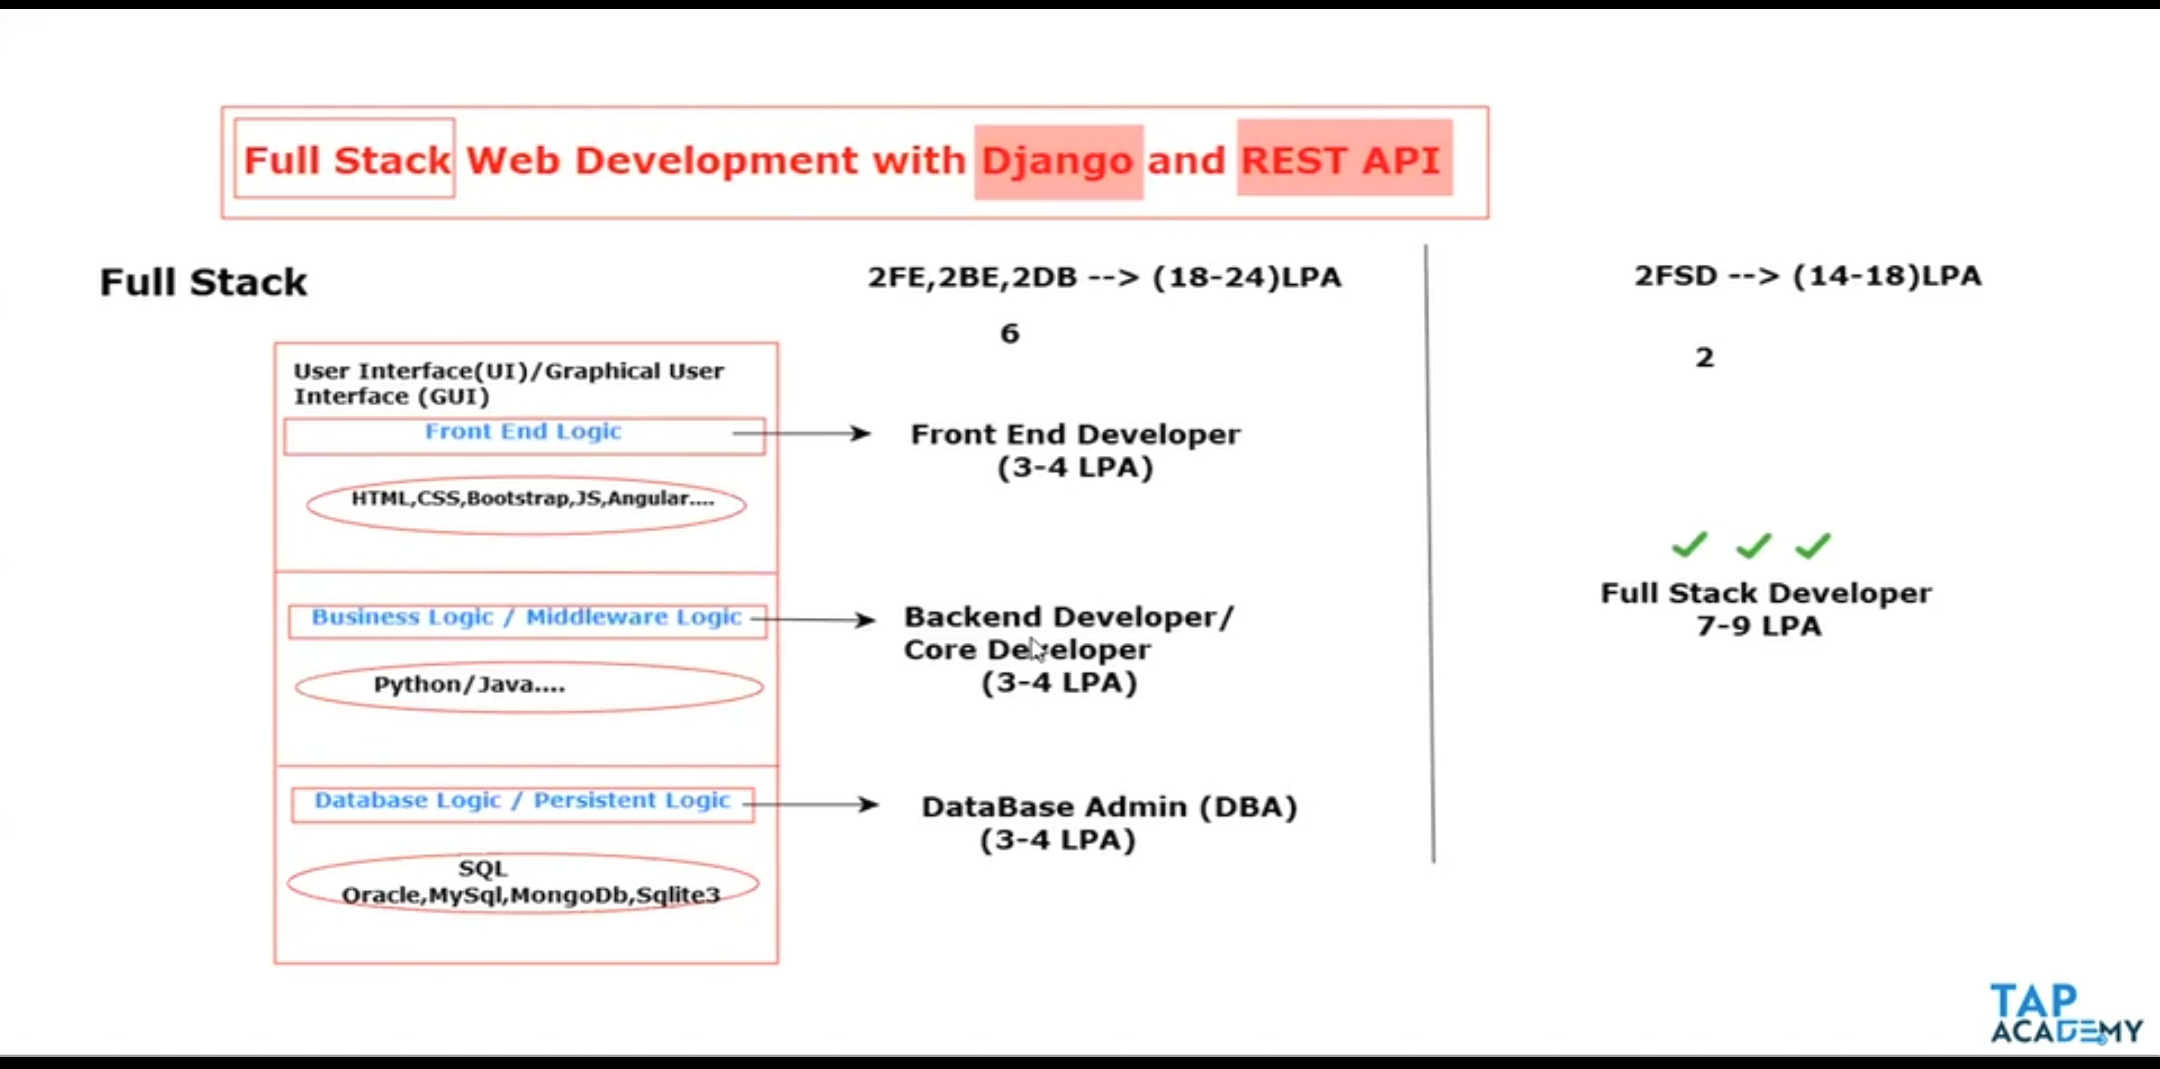 Full Stack Web Development with Django and REST API
Full Stack
2FE,2BE,2DB --> (18-24)LPA
6
2FSD --> (14-18)LPA
2
User Interface(UI)/Graphical User
Interface (GUI)
Front End Logic
HTML,CSS,Bootstrap,JS,Angular....
Front End Developer
(3-4 LPA)
Business Logic / Middleware Logic
Python/Java....
Backend Developer/
Core Developer
(3-4 LPA)
Database Logic / Persistent Logic
SQL
Oracle,MySql,MongoDb,Sqlite3
DataBase Admin (DBA)
(3-4 LPA)
Full Stack Developer
7-9 LPA
TAP
ACADEMY